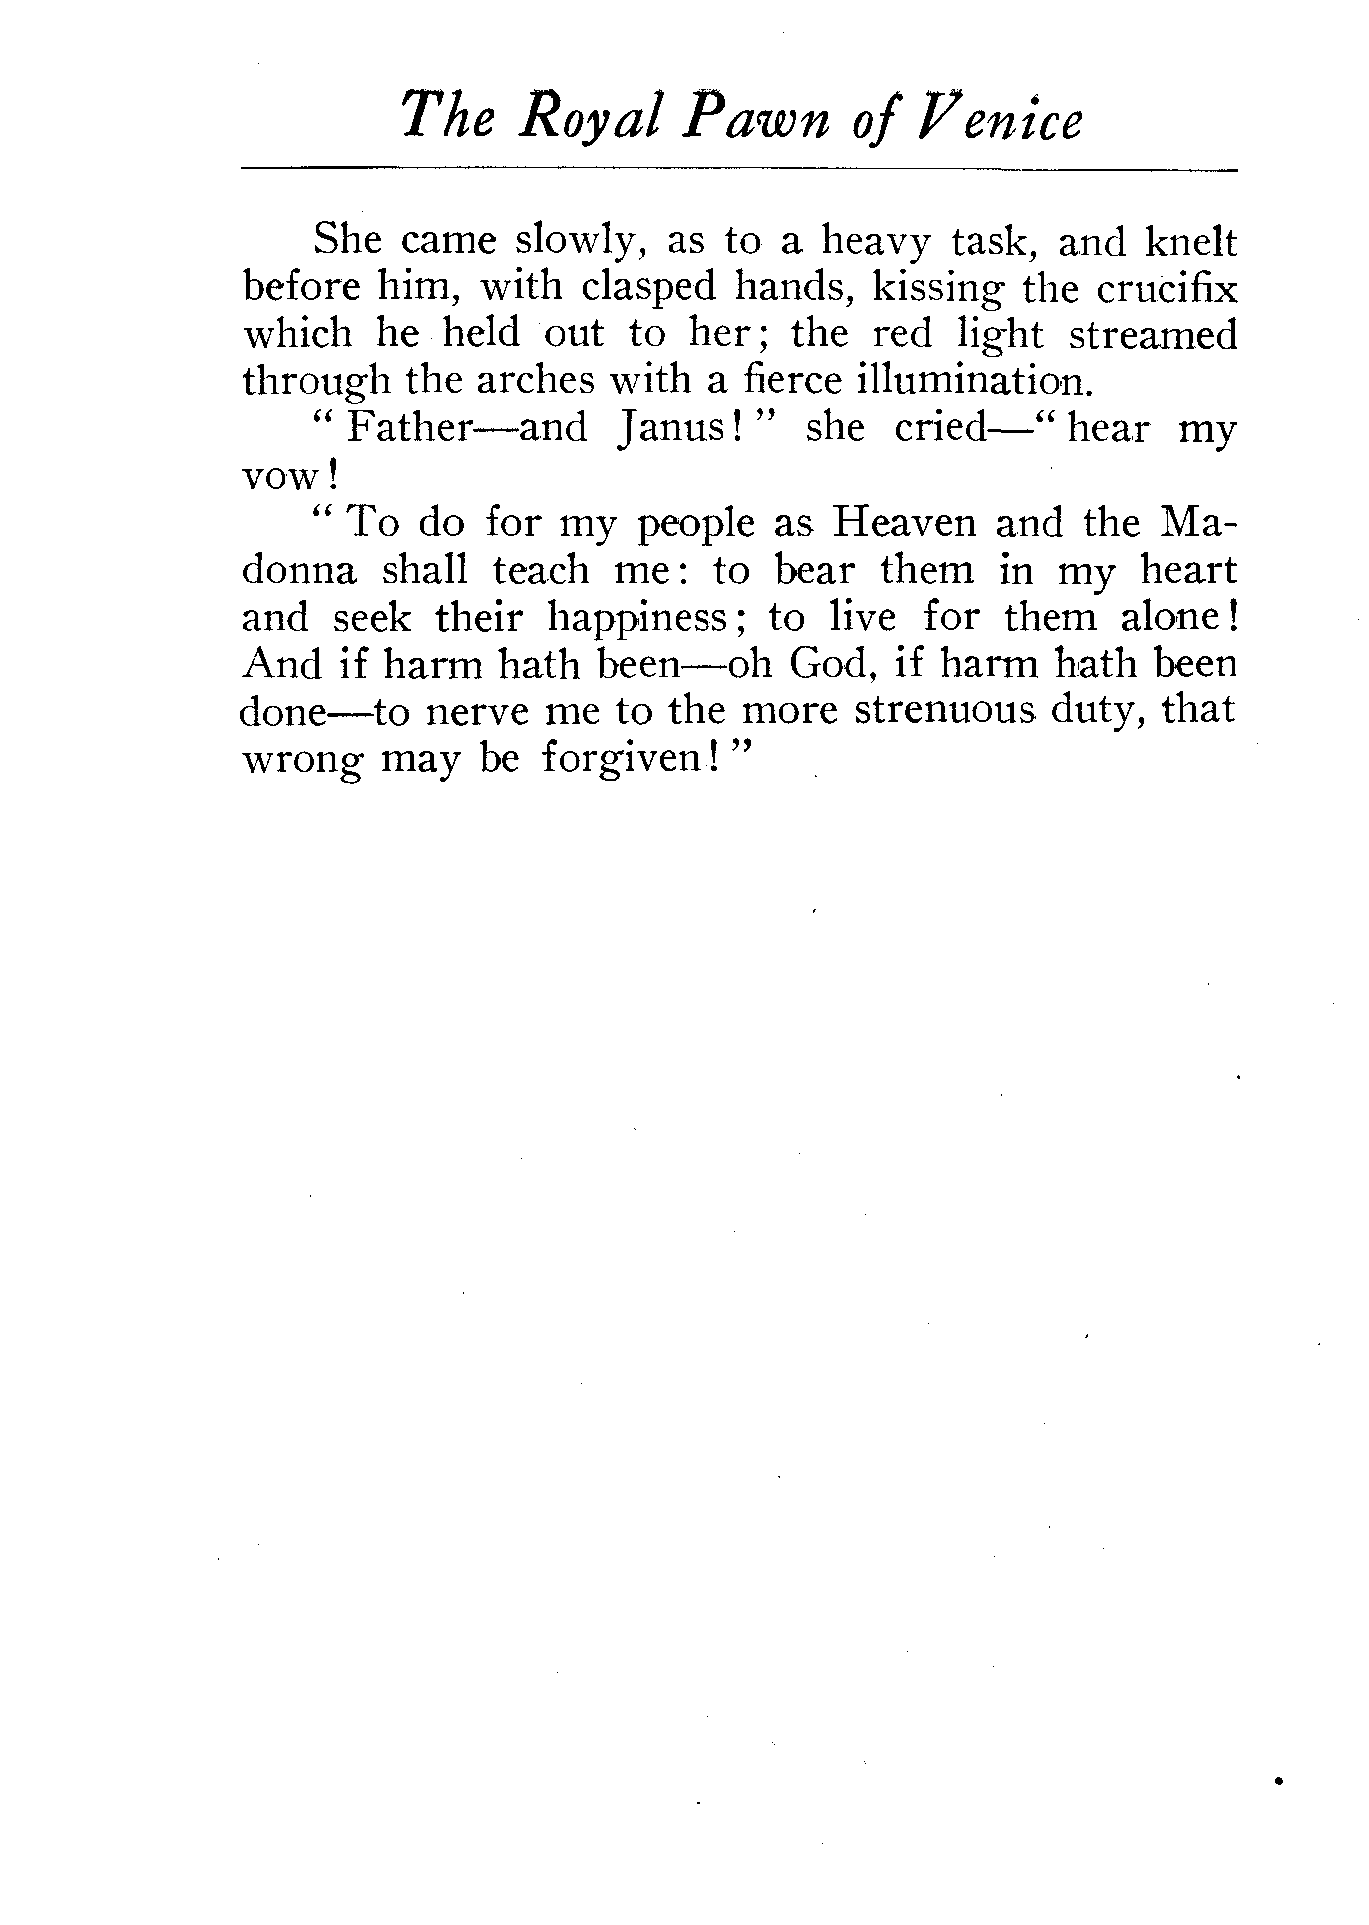 The Royal Pawn of Venice
She came slowly, as to a heavy task, and knelt
before him, with clasped hands, kissing the crucifix
which he held out to her; the red light streamed
through the arches with a fierce illumination.
“ Father—and Janus! ” she cried—“ hear my
vow!
“ To do for my people as Heaven and the Ma-
donna shall teach me: to bear them in my heart
and seek their happiness; to live for them alone!
And if harm hath been—oh God, if harm hath been
done—to nerve me to the more strenuous duty, that
wrong may be forgiven! ”